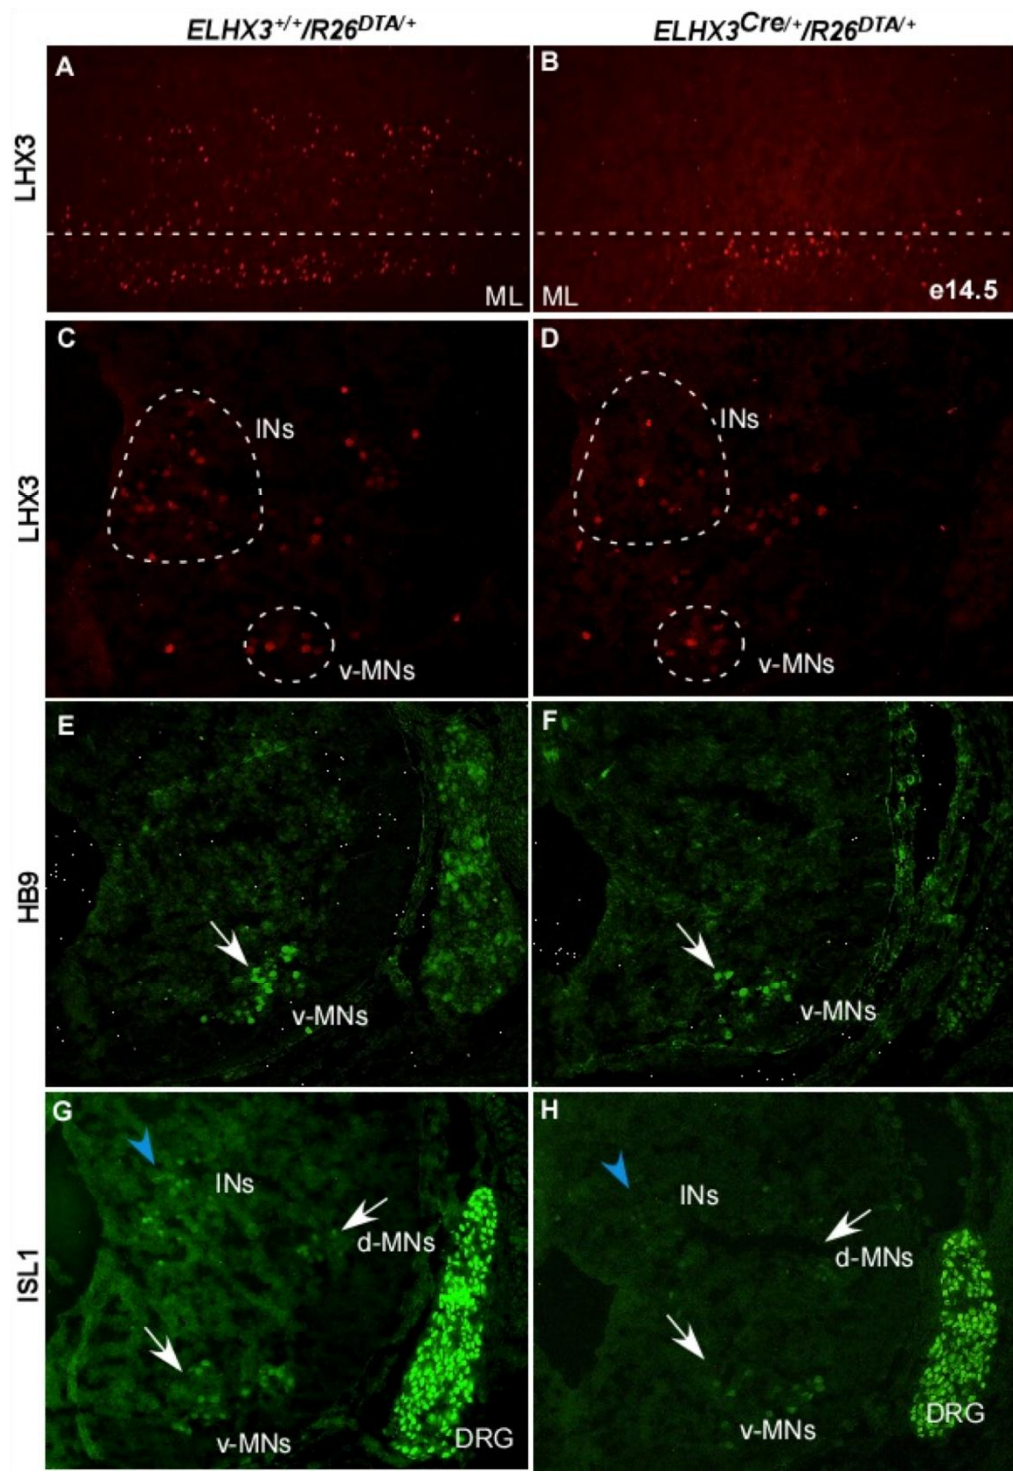 ELHX3+/+/R26DTA/+
ELHX3Cre/+/R26DTA/+
LHX3
A
B
ML
ML
e14.5
LHX3
C
D
INs
INs
v-MNs
v-MNs
HB9
E
F
v-MNs
v-MNs
ISL1
G
H
INs
INs
d-MNs
d-MNs
v-MNs
DRG
v-MNs
DRG